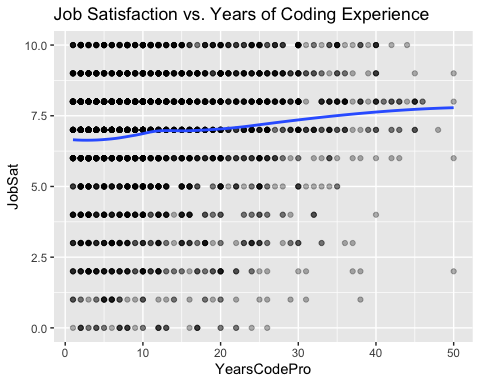 Job Satisfaction vs. Years of Coding Experience
10.0
7.5
5.0
2.5
0.0
JobSat
0 10 20 30 40 50
YearsCodePro